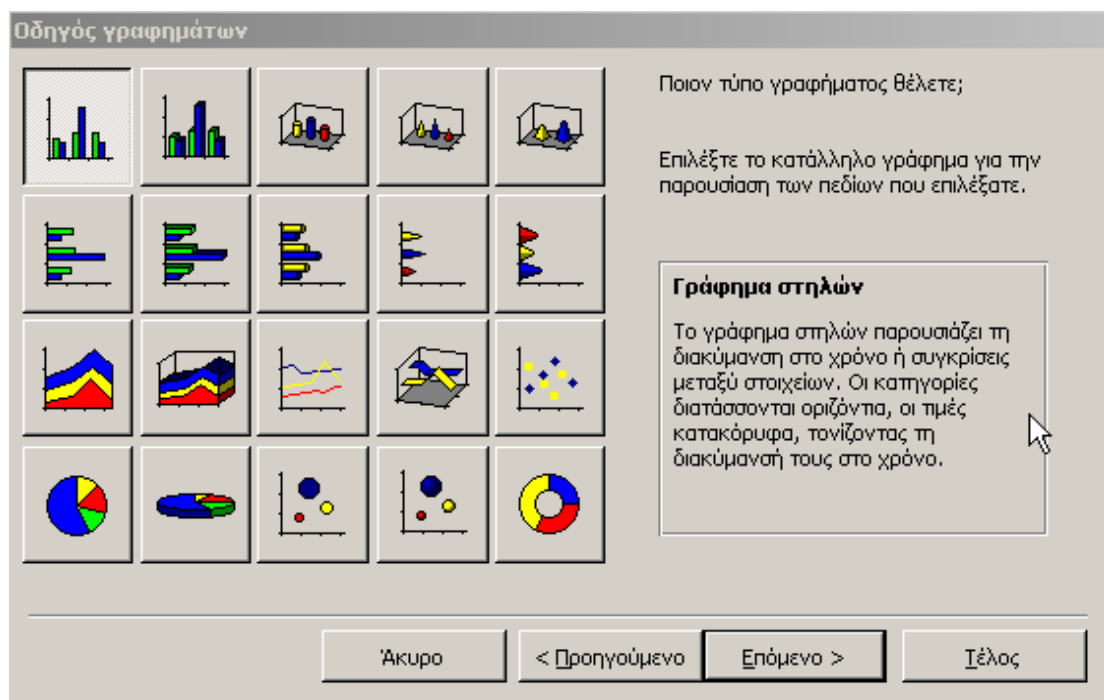 Οδηγός γραφημάτων
Ποιον τύπο γραφήματος θέλετε;
Επιλέξτε το κατάλληλο γράφημα για την
παρουσίαση των πεδίων που επιλέξατε.
Γράφημα στηλών
Το γράφημα στηλών παρουσιάζει τη
διακύμανση στο χρόνο ή συγκρίσεις
μεταξύ στοιχείων. Οι κατηγορίες
διατάσσονται οριζόντια, οι τιμές
κατακόρυφα, τονίζοντας τη
διακύμανσή τους στο χρόνο.
Άκυρο
< Προηγούμενο
Επόμενο >
Τέλος